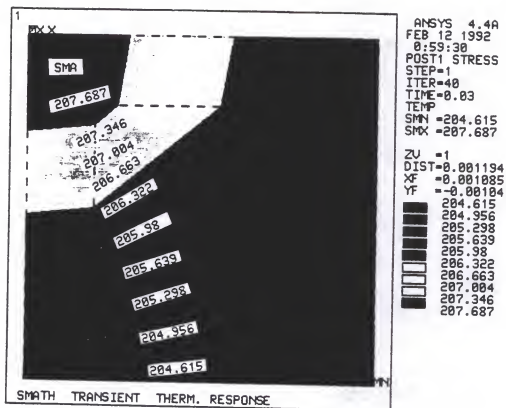 1
MX X
SMA
207.687
207.346
207.004
206.663
206.322
205.98
205.639
205.298
204.956
204.615
MN
SMATH TRANSIENT THERM. RESPONSE
ANSYS 4.4A
FEB 12 1992
0:59:30
POST1 STRESS
STEP=1
ITER=40
TIME=0.03
TEMP
SMN =204.615
SMX =207.687
ZV =1
DIST=0.001194
XF =0.001085
YF =-0.00104
204.615
204.956
205.298
205.639
205.98
206.322
206.663
207.004
207.346
207.687